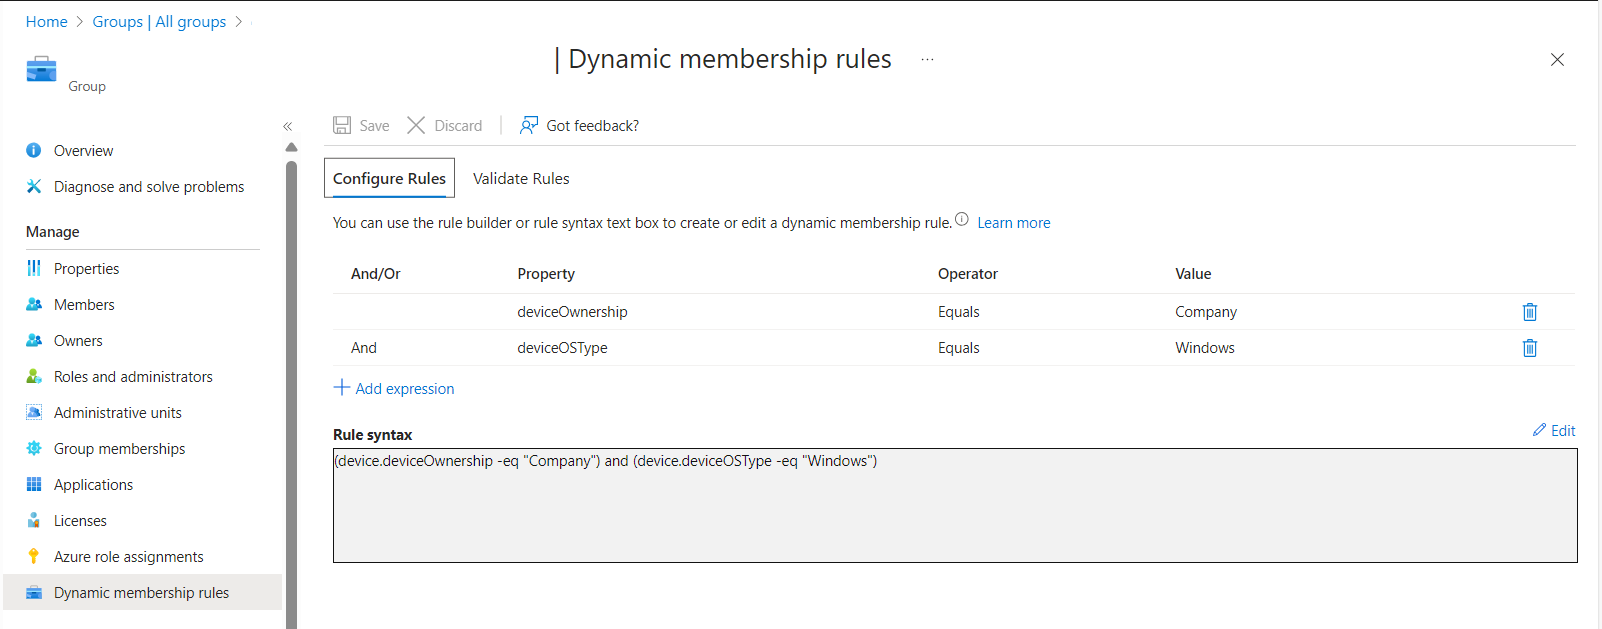 Home > Groups | All groups >
| Dynamic membership rules ...
Group
«
Save Discard | Got feedback?
Overview
Diagnose and solve problems
Manage
Properties
Members
Owners
Roles and administrators
Administrative units
Group memberships
Applications
Licenses
Azure role assignments
Dynamic membership rules
Configure Rules Validate Rules
You can use the rule builder or rule syntax text box to create or edit a dynamic membership rule. Learn more
And/Or Property Operator Value
deviceOwnership Equals Company
And deviceOSType Equals Windows
+ Add expression
Rule syntax
Edit
(device.deviceOwnership -eq "Company") and (device.deviceOSType -eq "Windows")